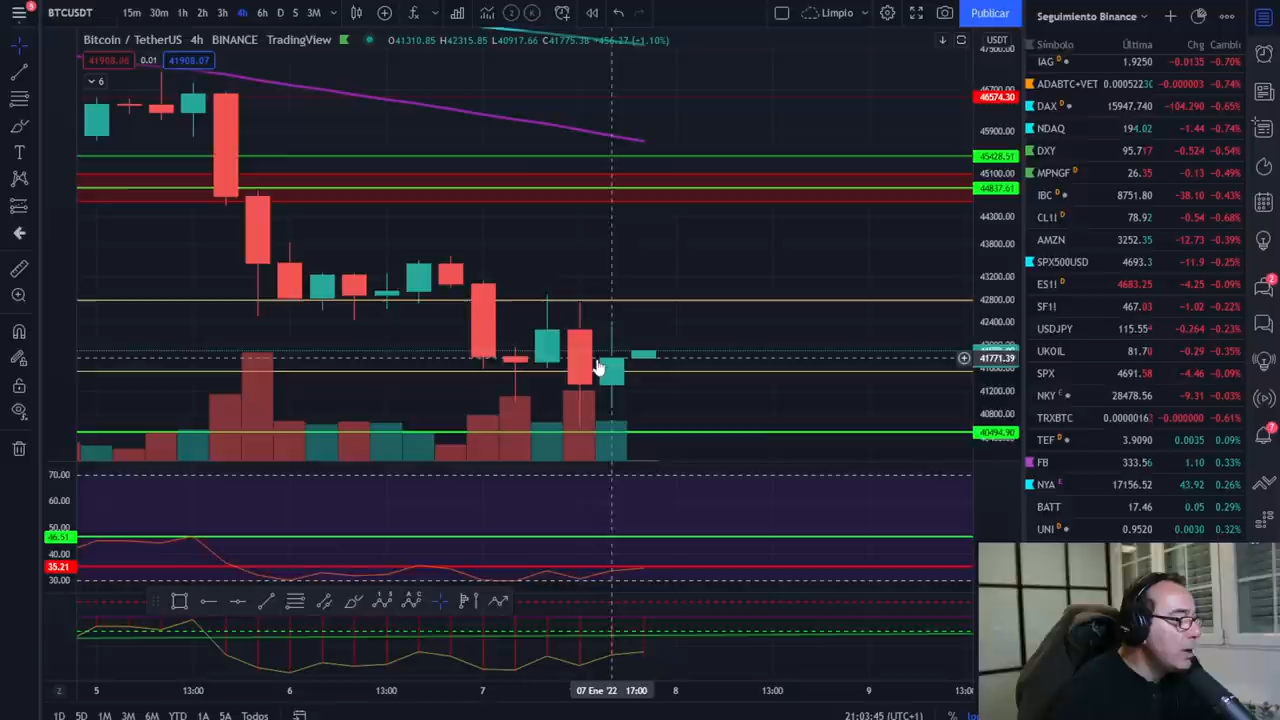 3
BTCUSDT 15m 30m 1h 2h 3h 4h 6h D S 3M Limpio Publicar
Bitcoin / TetherUS 4h BINANCE TradingView O41310.85 H42315.85 L40917.66 C41775.38 +456.27 (+1.10%) USDT
41908.06 0.01 41908.07
6
46574.30
45900.00
45428.51
45100.00
44837.61
44300.00
43800.00
43200.00
42800.00
42400.00
41771.39
41200.00
40800.00
40494.90
70.00
60.00
50.00
46.51
40.00
35.21
30.00
5 13:00 6 13:00 7 07 Ene '22 17:00 8 13:00 9 13:0
1D 5D 1M 3M 6M YTD 1A 5A Todos 21:03:45 (UTC+1) %
Seguimiento Binance
Símbolo Última Chg Cambi
IAG D 1.9250 -0.0135 -0.70%
ADABTC+VET 0.0005223 -0.000003 -0.74%
DAX D 15947.740 -104.290 -0.65%
NDAQ 194.02 -1.44 -0.74%
DXY 95.717 -0.524 -0.54%
MPNGF D 26.35 -0.13 -0.49%
IBC 8751.80 -38.10 -0.43%
CL1! D 78.92 -0.54 -0.68%
AMZN 3252.35 -12.73 -0.39%
SPX500USD 4693.3 -11.9 -0.25%
ES1! D 4683.25 -4.25 -0.09%
SF1! 467.03 -1.02 -0.22%
USDJPY 115.554 -0.264 -0.23%
UKOIL 81.70 -0.29 -0.35%
SPX 4691.58 -4.46 -0.09%
NKY 28478.56 -9.31 -0.03%
TRXBTC 0.0000016 -0.000000 -0.61%
TEF D 3.9090 0.0035 0.09%
FB 333.56 1.10 0.33%
NYA E 17156.52 43.92 0.26%
BATT 17.46 0.05 0.29%
UNI D 0.9520 0.0030 0.32%
2
7